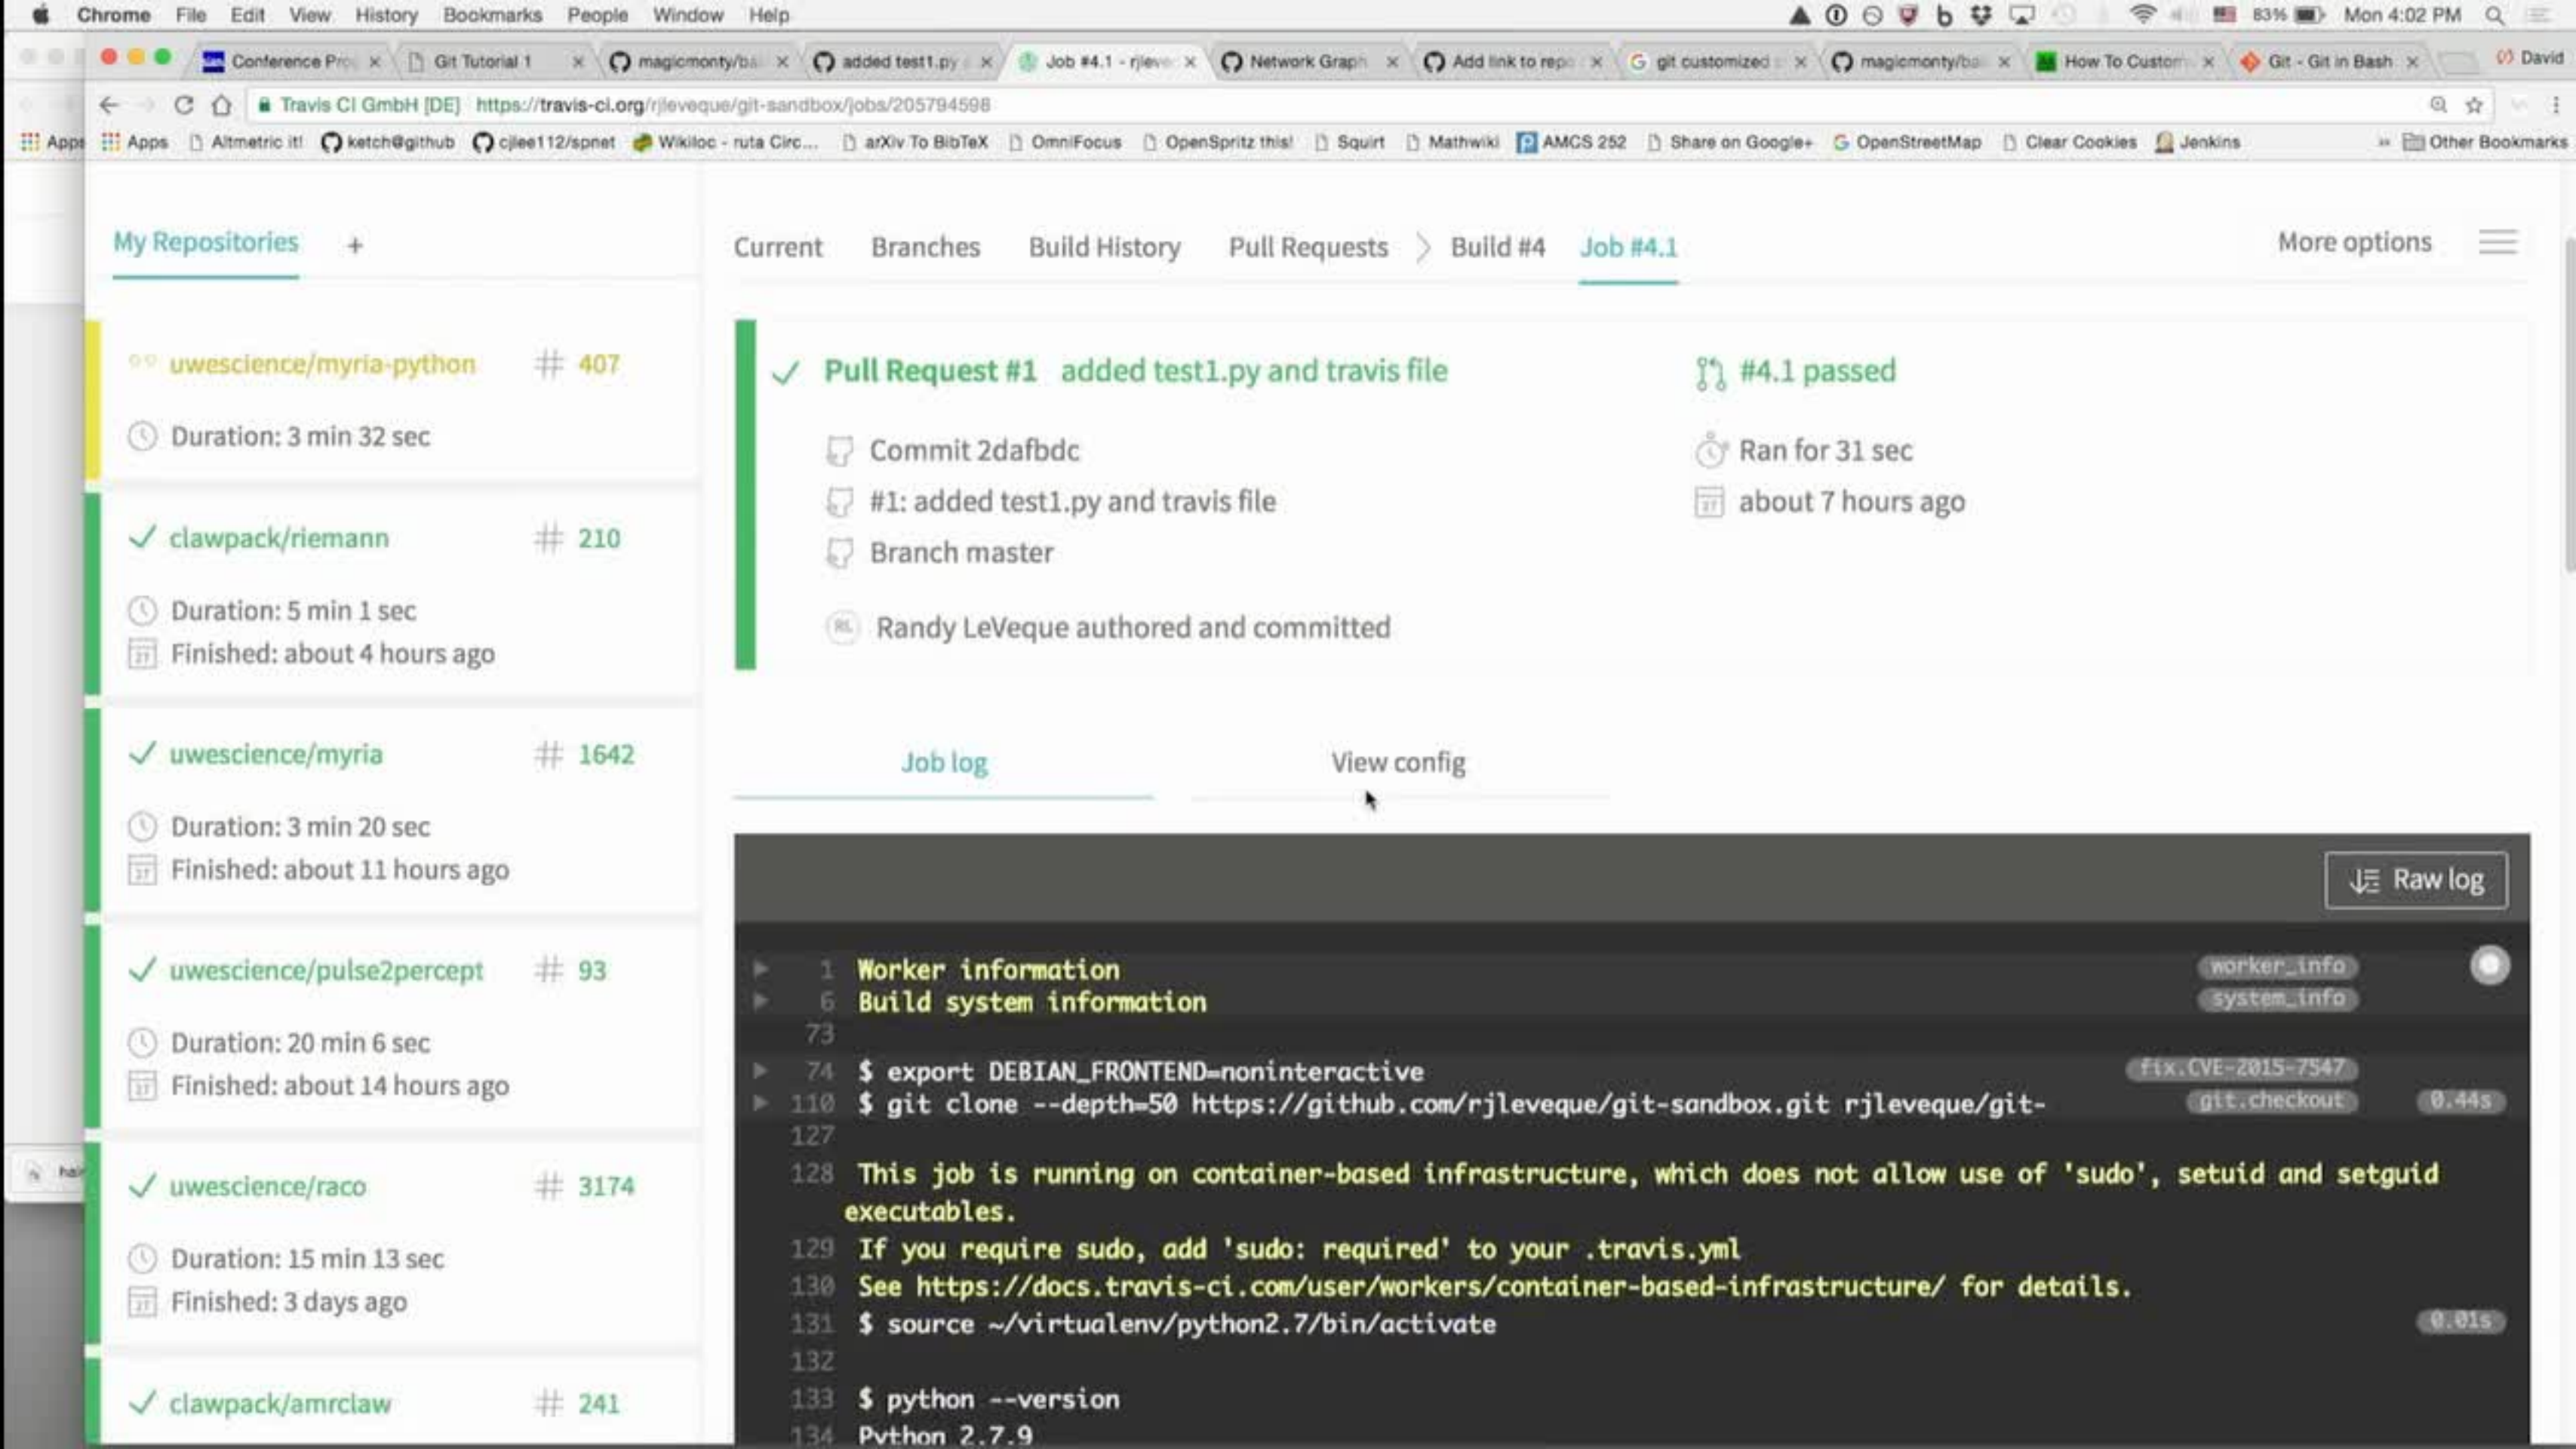 Chrome File Edit View History Bookmarks People Window Help 83% Mon 4:02 PM
Conference Pro Git Tutorial 1 magicmonty/ba added test1.py Job #4.1 - rjleve Network Graph Add link to repo git customized magicmonty/ba How To Custom Git - Git in Bash David
Travis CI GmbH [DE] https://travis-ci.org/rjleveque/git-sandbox/jobs/205794598
Apps Apps Altmetric it! ketch@github cjlee112/spnet Wikiloc - ruta Circ... arXiv To BibTeX OmniFocus OpenSpritz this! Squirt Mathwiki AMCS 252 Share on Google+ OpenStreetMap Clear Cookies Jenkins » Other Bookmarks
My Repositories +
Current Branches Build History Pull Requests Build #4 Job #4.1 More options
uwescience/myria-python # 407
Duration: 3 min 32 sec
clawpack/riemann # 210
Duration: 5 min 1 sec
Finished: about 4 hours ago
uwescience/myria # 1642
Duration: 3 min 20 sec
Finished: about 11 hours ago
uwescience/pulse2percept # 93
Duration: 20 min 6 sec
Finished: about 14 hours ago
uwescience/raco # 3174
Duration: 15 min 13 sec
Finished: 3 days ago
clawpack/amrclaw # 241
Pull Request #1 added test1.py and travis file #4.1 passed
Commit 2dafbdc Ran for 31 sec
#1: added test1.py and travis file about 7 hours ago
Branch master
RL Randy LeVeque authored and committed
Job log View config
Raw log
1 Worker information worker_info
6 Build system information system_info
73
74 $ export DEBIAN_FRONTEND=noninteractive fix.CVE-2015-7547
110 $ git clone --depth=50 https://github.com/rjleveque/git-sandbox.git rjleveque/git- git.checkout 0.44s
127
128 This job is running on container-based infrastructure, which does not allow use of 'sudo', setuid and setguid
executables.
129 If you require sudo, add 'sudo: required' to your .travis.yml
130 See https://docs.travis-ci.com/user/workers/container-based-infrastructure/ for details.
131 $ source ~/virtualenv/python2.7/bin/activate 0.01s
132
133 $ python --version
134 Python 2.7.9